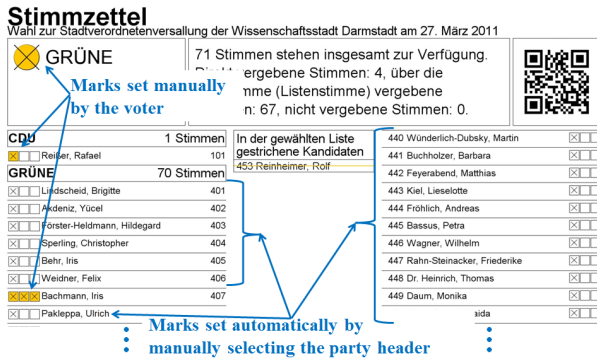 Stimmzettel
Wahl zur Stadtverordnetenversallung der Wissenschaftsstadt Darmstadt am 27. März 2011
GRÜNE
71 Stimmen stehen insgesamt zur Verfügung.
vergebene Stimmen: 4, über die
imme (Listenstimme) vergebene
n: 67, nicht vergebene Stimmen: 0.
Marks set manually
by the voter
CDU 1 Stimmen
Reißer, Rafael 101
GRÜNE 70 Stimmen
Lindscheid, Brigitte 401
Akdeniz, Yücel 402
Förster-Heldmann, Hildegard 403
Sperling, Christopher 404
Behr, Iris 405
Weidner, Felix 406
Bachmann, Iris 407
Pakleppa, Ulrich
In der gewählten Liste
gestrichene Kandidaten
453 Reinheimer, Rolf
440 Wünderlich-Dubsky, Martin
441 Buchholzer, Barbara
442 Feyerabend, Matthias
443 Kiel, Lieselotte
444 Fröhlich, Andreas
445 Bassus, Petra
446 Wagner, Wilhelm
447 Rahn-Steinacker, Friederike
448 Dr. Heinrich, Thomas
449 Daum, Monika
aida
Marks set automatically by
manually selecting the party header